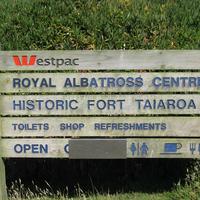 Westpac
ROYAL ALBATROSS CENTRE
HISTORIC FORT TAIAROA
TOILETS SHOP REFRESHMENTS
OPEN